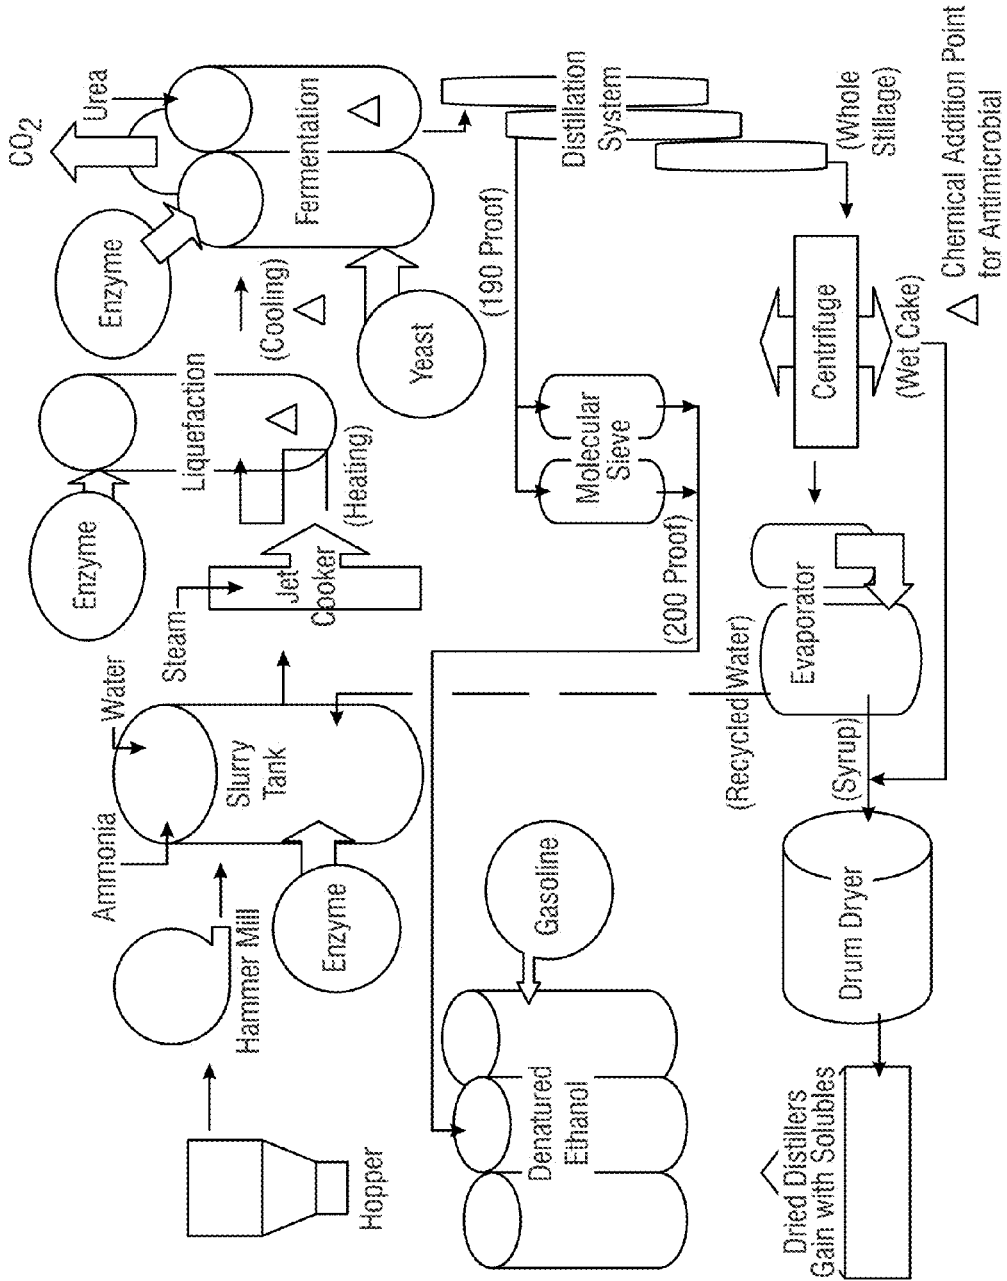 Hopper
Hammer Mill
Ammonia
Water
Slurry
Tank
Enzyme
Steam
Jet
Cooker
(Heating)
Enzyme
Liquefaction
(Cooling)
Enzyme
CO2
Urea
Fermentation
Yeast
Distillation
System
(190 Proof)
Molecular
Sieve
(200 Proof)
Gasoline
Denatured
Ethanol
(Whole
Stillage)
Centrifuge
(Wet Cake)
Evaporator
(Recycled Water)
(Syrup)
Drum Dryer
Dried Distillers
Gain with Solubles
Chemical Addition Point
for Antimicrobial